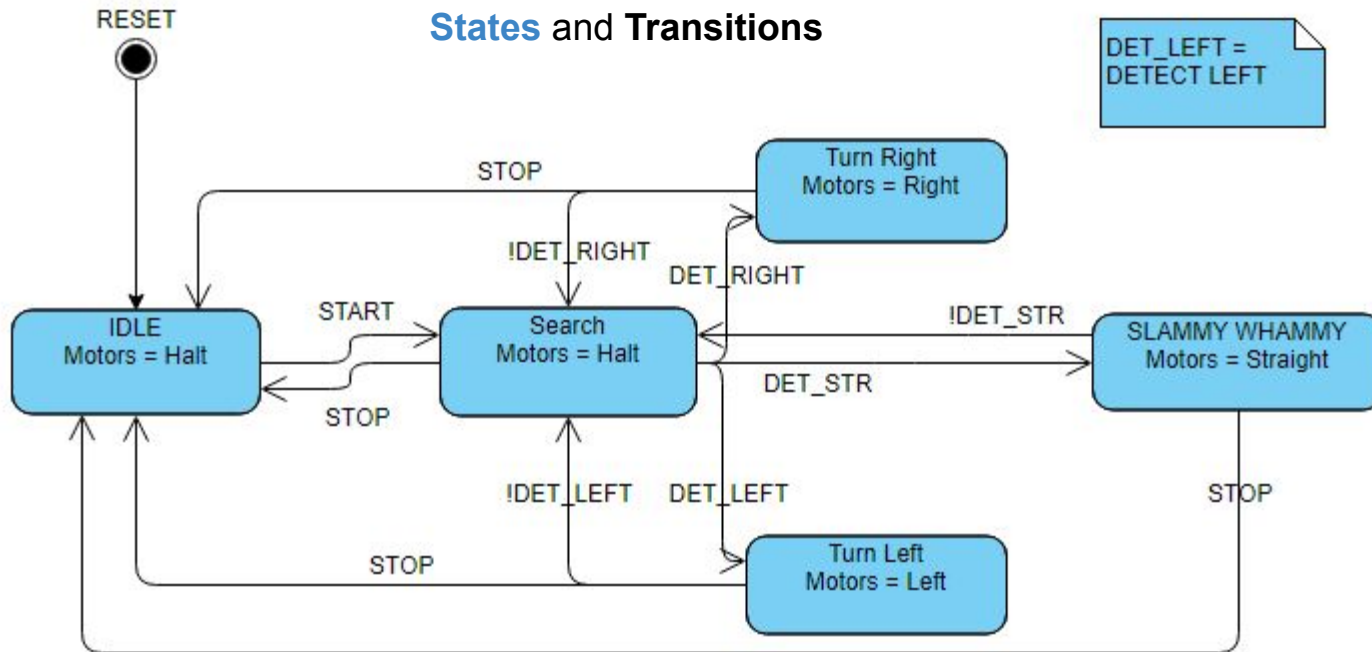 RESET
States and Transitions
DET_LEFT =
DETECT LEFT
Turn Right
Motors = Right
STOP
!DET_RIGHT
DET_RIGHT
IDLE
Motors = Halt
START
STOP
Search
Motors = Halt
!DET_STR
DET_STR
SLAMMY WHAMMY
Motors = Straight
!DET_LEFT
DET_LEFT
STOP
STOP
Turn Left
Motors = Left